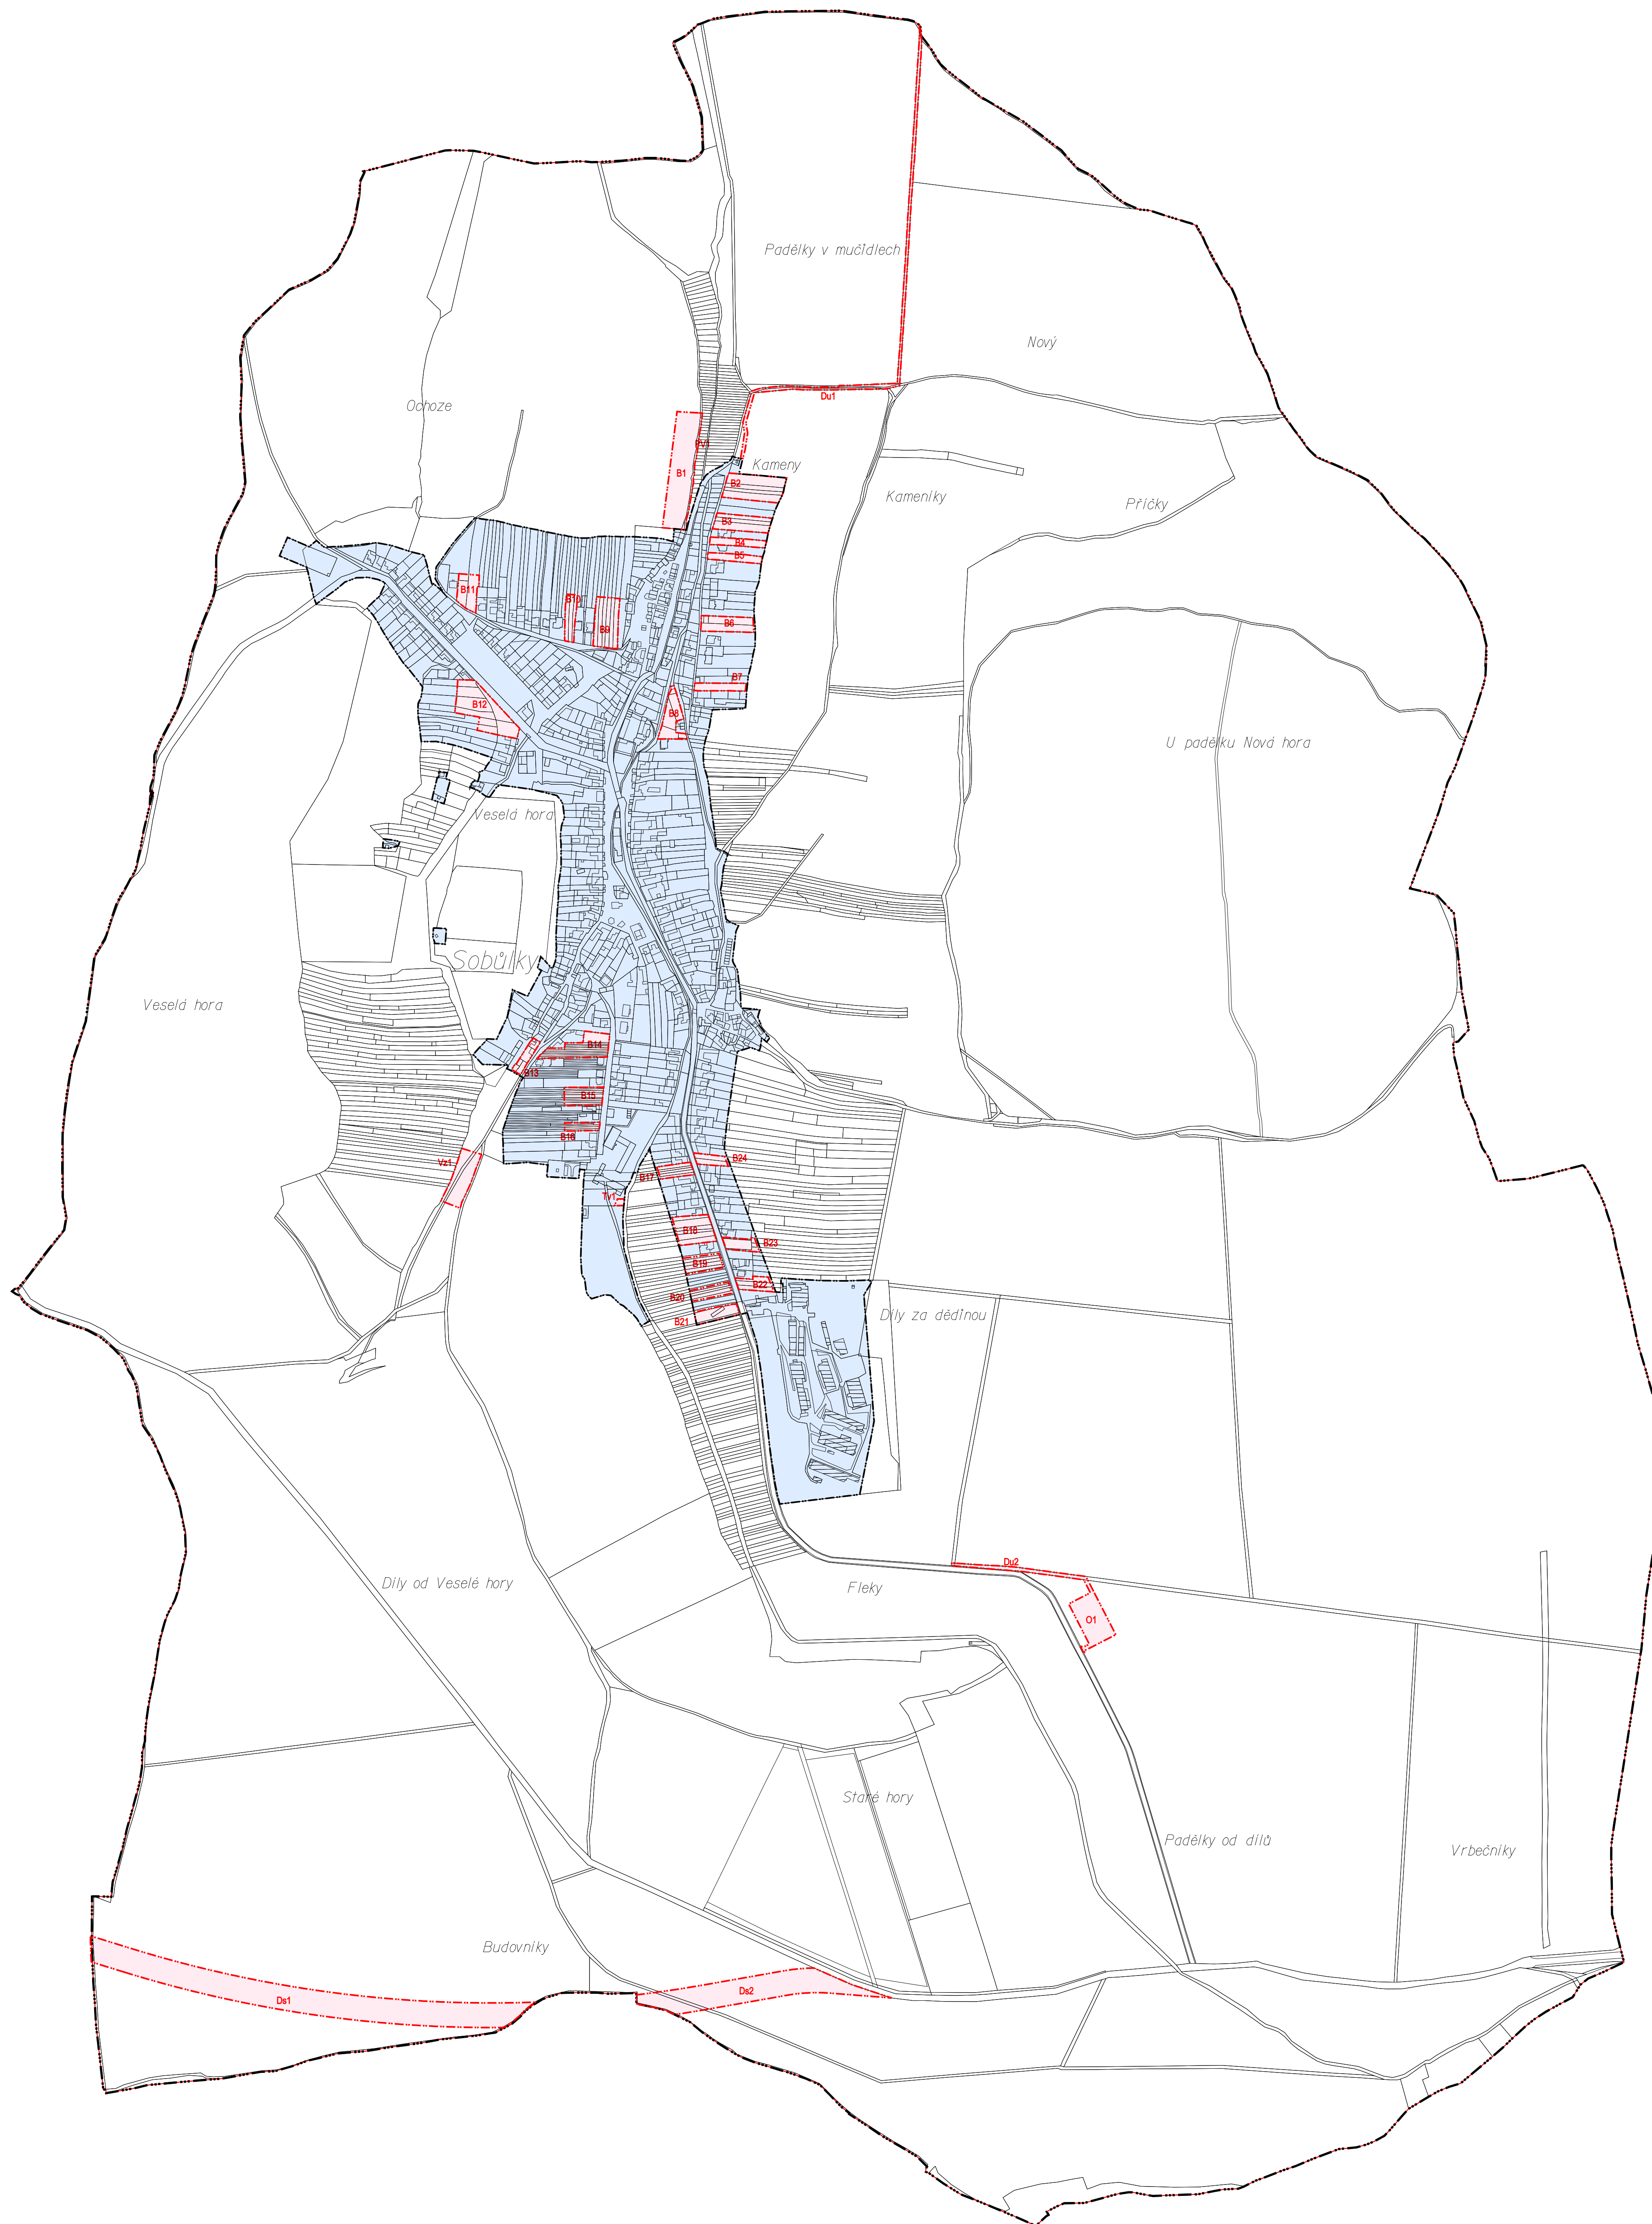 Padělky v mučídlech
Nový
Du1
Ochoze
PV1
Kameny
B1
B2
Kameníky
Příčky
B3
B4
B5
B11
B10
B9
B6
B7
B12
B8
U padělku Nová hora
Veselá hora
Sobůlky
Veselá hora
B14
B13
B15
B16
B24
Vz1
B17
Tv1
B18
B23
B19
B22
B20
B21
Díly za dědinou
Du2
Díly od Veselé hory
Fleky
O1
Staré hory
Padělky od dílů
Vrbečníky
Budovníky
Ds2
Ds1